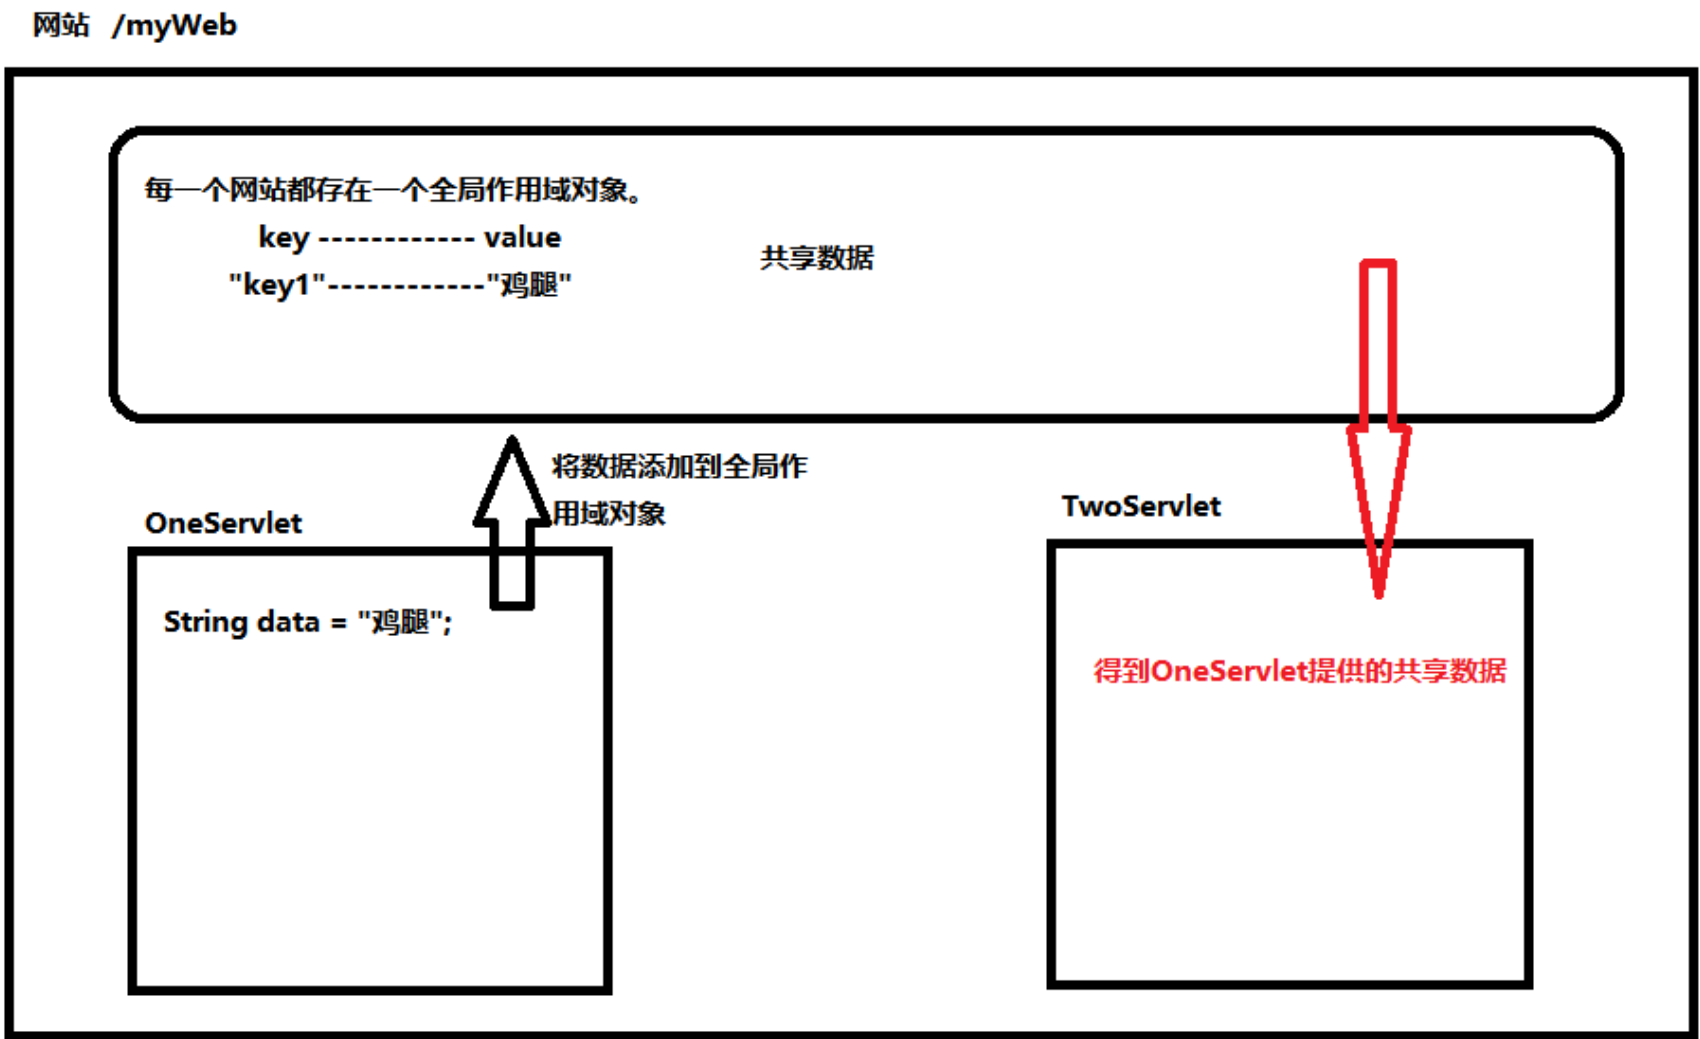 网站 /myWeb
每一个网站都存在一个全局作用域对象。
key ------------ value
"key1"------------"鸡腿"
共享数据
将数据添加到全局作
用域对象
OneServlet
String data = "鸡腿";
TwoServlet
得到OneServlet提供的共享数据